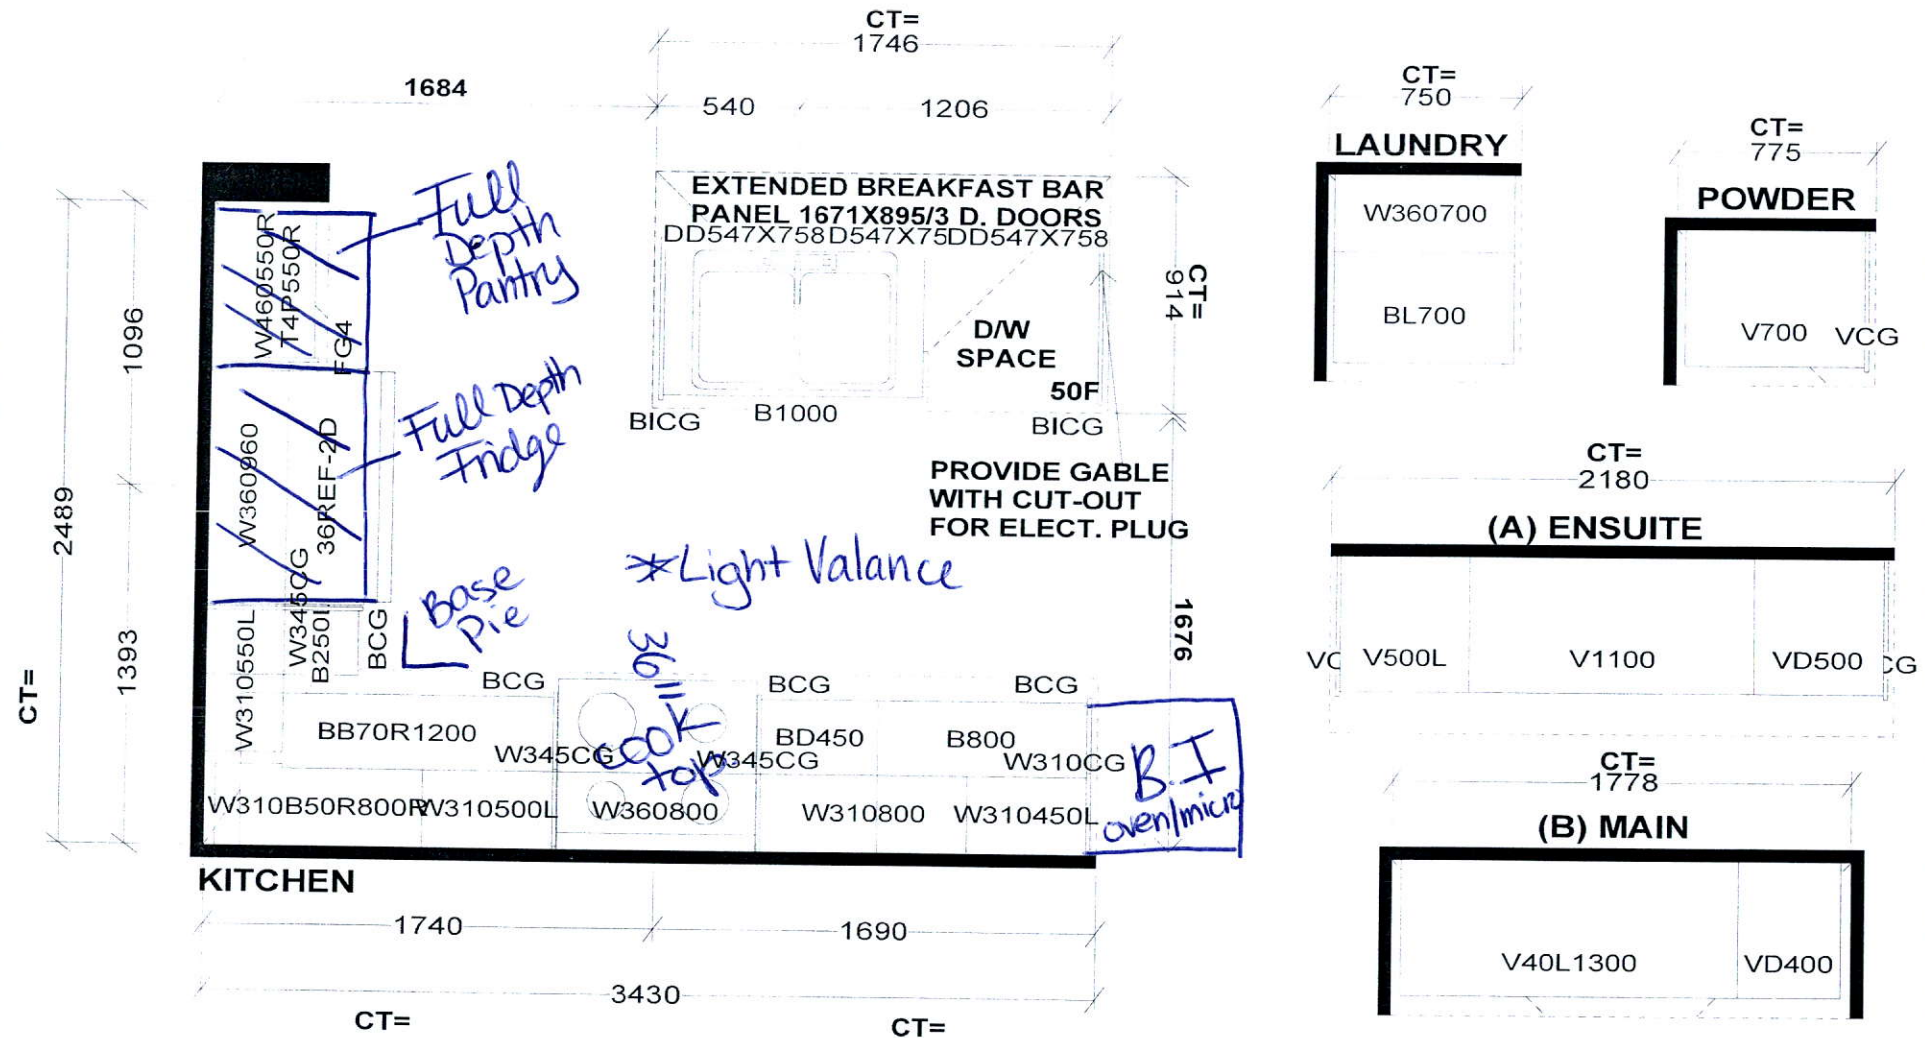 CT=
1746
1684
540
1206
EXTENDED BREAKFAST BAR
PANEL 1671X895/3 D. DOORS
DD547X758D547X75DD547X758
Full
Depth
Pantry
W460550R
T4P550R
FG4
1096
2489
CT=
1393
W360960
36REF-2D
Full Depth
Fridge
D/W
SPACE
50F
CT=
914
BICG
B1000
BICG
PROVIDE GABLE
WITH CUT-OUT
FOR ELECT. PLUG
*Light Valance
1676
Base
Pie
W310550L
W345CG
BCG
BCG
36"
cook
top
BCG
BCG
BB70R1200
BD450
B800
W345CG
W345CG
W310CG
W310B50R800R
W310500L
W360800
W310800
W310450L
B.I
KITCHEN
1740
1690
3430
CT=
CT=
CT=
750
LAUNDRY
W360700
BL700
CT=
775
POWDER
V700
VCG
CT=
2180
(A) ENSUITE
V500L
V1100
VD500
CG
CT=
1778
(B) MAIN
V40L1300
VD400